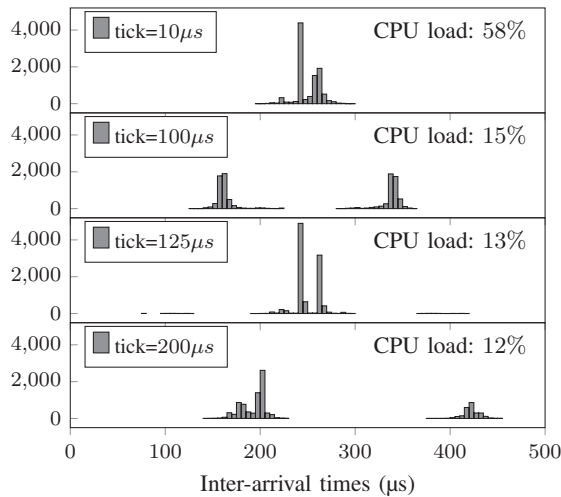 4,000
2,000
0
tick=10µs
CPU load: 58%
4,000
2,000
0
tick=100µs
CPU load: 15%
4,000
2,000
0
tick=125µs
CPU load: 13%
4,000
2,000
0
tick=200µs
CPU load: 12%
0 100 200 300 400 500
Inter-arrival times (µs)